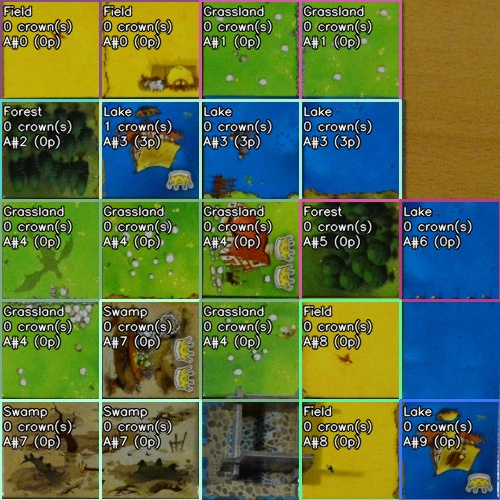 Field
0 crown(s)
A#0 (0p)
Field
0 crown(s)
A#0 (0p)
Grassland
0 crown(s)
A#1 (0p)
Grassland
0 crown(s)
A#1 (0p)
Forest
0 crown(s)
A#2 (0p)
Lake
1 crown(s)
A#3 (3p)
Lake
0 crown(s)
A#3 (3p)
Lake
0 crown(s)
A#3 (3p)
Grassland
0 crown(s)
A#4 (0p)
Grassland
0 crown(s)
A#4 (0p)
Grassland
0 crown(s)
A#4 (0p)
Forest
0 crown(s)
A#5 (0p)
Lake
0 crown(s)
A#6 (0p)
Grassland
0 crown(s)
A#4 (0p)
Swamp
0 crown(s)
A#7 (0p)
Grassland
0 crown(s)
A#4 (0p)
Field
0 crown(s)
A#8 (0p)
Swamp
0 crown(s)
A#7 (0p)
Swamp
0 crown(s)
A#7 (0p)
Field
0 crown(s)
A#8 (0p)
Lake
0 crown(s)
A#9 (0p)